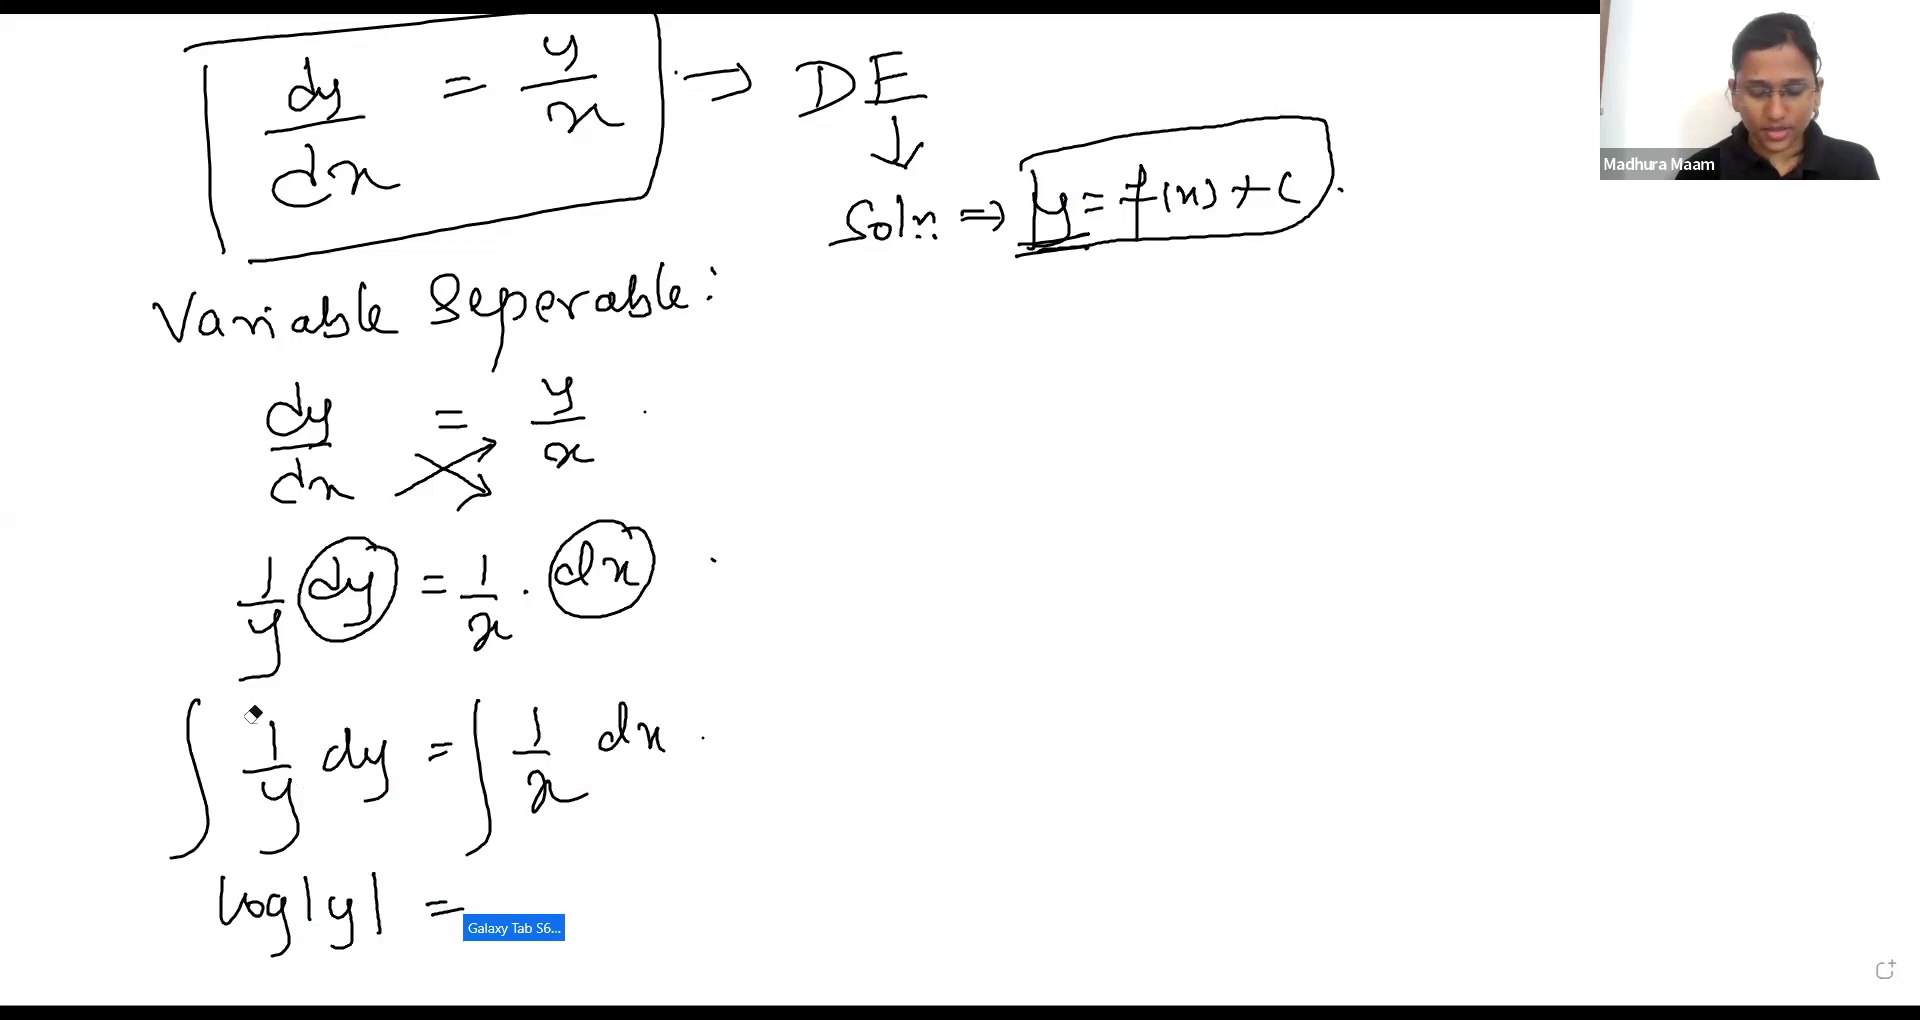 dy/dx = y/x → DE
↓
Soln ⇒ y = f(x) + C
Madhura Maam
Variable Seperable:
dy/dx = y/x
1/y dy = 1/x . dx
∫ 1/y dy = ∫ 1/x dx
log|y| =
Galaxy Tab S6...